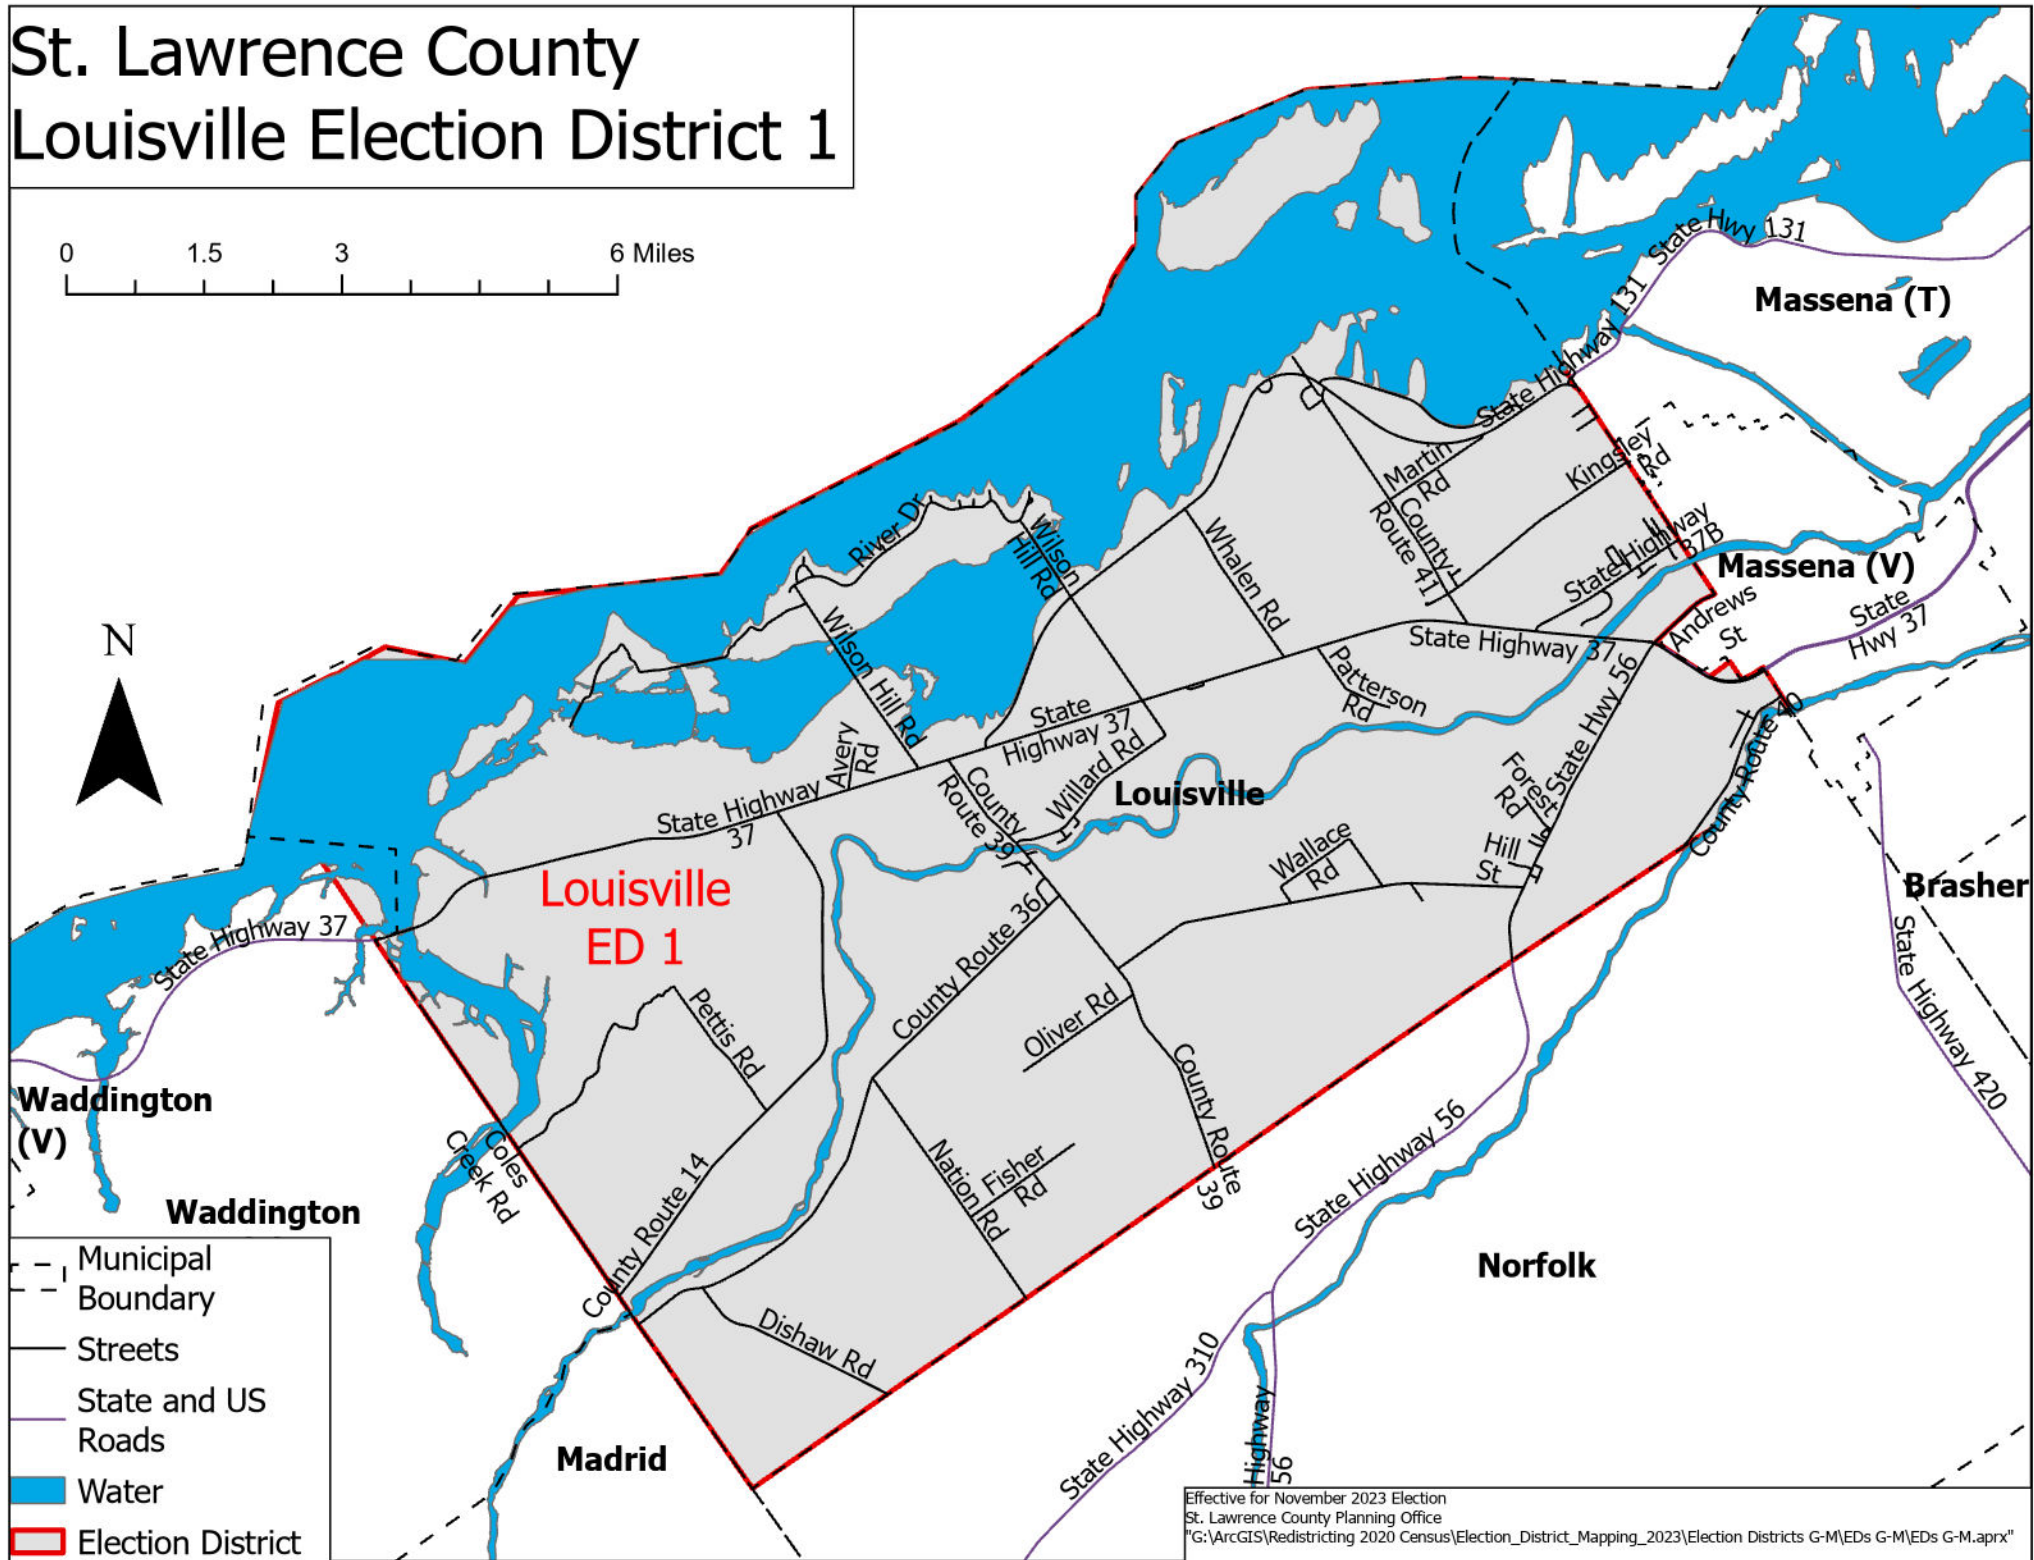 St. Lawrence County
Louisville Election District 1
0 1.5 3 6 Miles
N
State Hwy 131
Massena (T)
State Highway 131
Kingsley
Rd
Martin
Rd
County
Route 41
River Dr
Wilson
Hill Rd
Whalen Rd
State Highway
37B
Massena (V)
Andrews
St
State
Hwy 37
State Highway 37
Wilson Hill Rd
Patterson
Rd
State Hwy 56
County Route 40
State
Highway 37
Avery
Rd
Willard Rd
County
Route 39
Louisville
Forest
Rd
State Highway
37
Hill
St
Wallace
Rd
Louisville
ED 1
Brasher
State Highway 37
County Route 36
State Highway 420
Pettis Rd
Oliver Rd
County Route
39
Waddington
(V)
Coles
Creek Rd
State Highway 56
Nation Rd
Fisher
Rd
County Route 14
Waddington
Norfolk
Dishaw Rd
State Highway 310
Highway
56
Madrid
Municipal
Boundary
Streets
State and US
Roads
Water
Election District
Effective for November 2023 Election
St. Lawrence County Planning Office
"G:\ArcGIS\Redistricting 2020 Census\Election_District_Mapping_2023\Election Districts G-M\EDs G-M\EDs G-M.aprx"